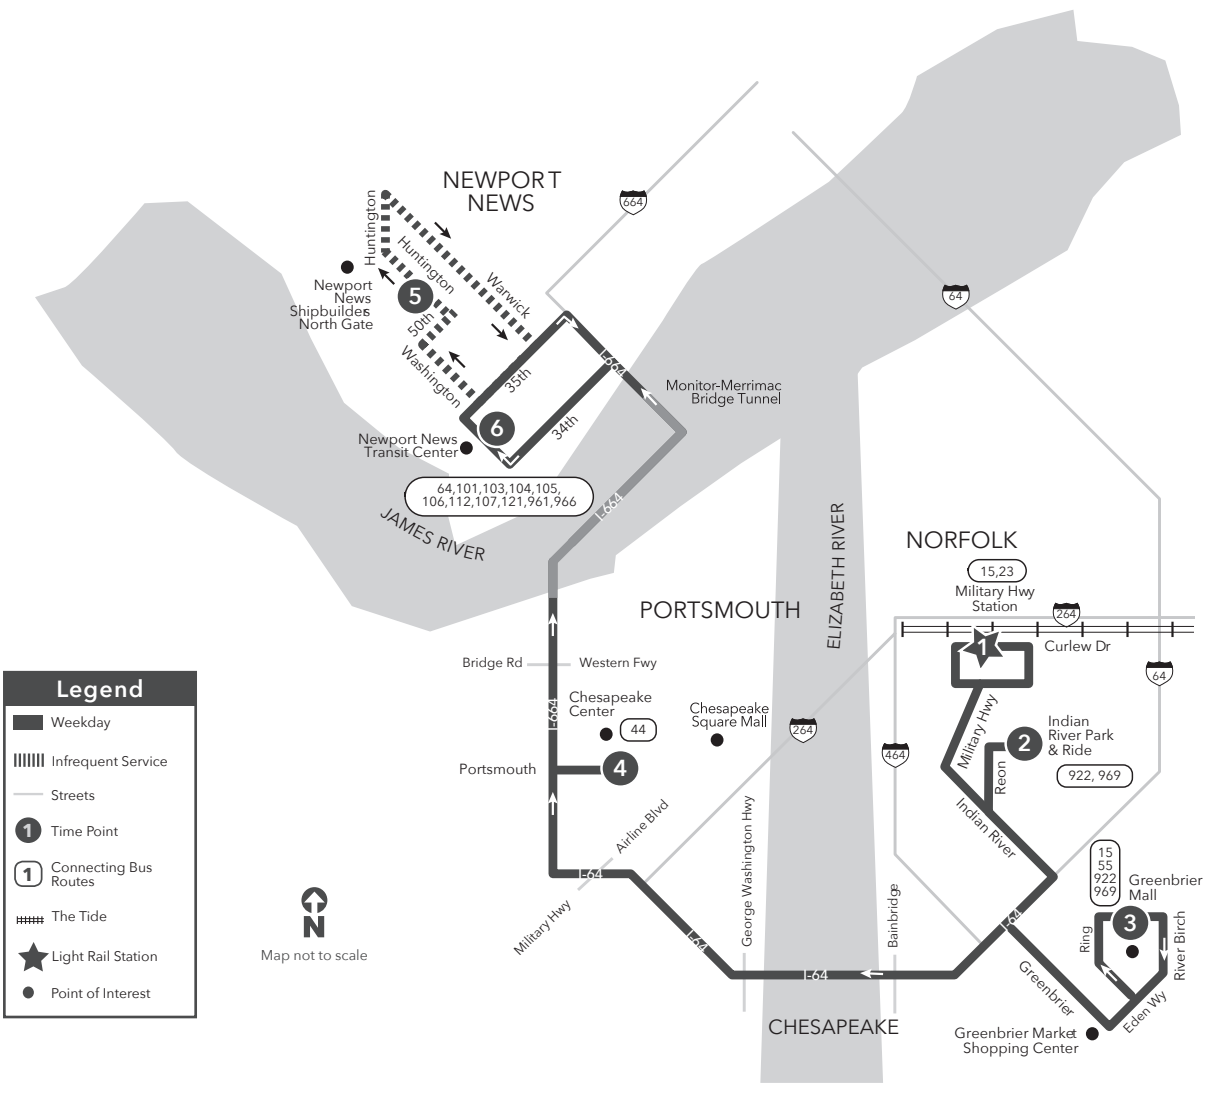 NEWPORT
NEWS
664
Huntington
Huntington
Warwick
Newport
News
Shipbuilders
North Gate
5
50th
Washington
64
35th
I-664
Monitor-Merrimac
Bridge Tunnel
34th
6
Newport News
Transit Center
64,101,103,104,105,
106,112,107,121,961,966
I-664
JAMES RIVER
ELIZABETH RIVER
NORFOLK
15,23
Military Hwy
Station
264
PORTSMOUTH
1
Curlew Dr
Bridge Rd
Western Fwy
64
Legend
Weekday
Infrequent Service
Streets
1
Time Point
1
Connecting Bus
Routes
The Tide
Light Rail Station
Point of Interest
I-664
Chesapeake
Center
44
Chesapeake
Square Mall
264
464
Military Hwy
2
Indian
River Park
& Ride
922, 969
Reon
Portsmouth
4
Indian River
Airline Blvd
George Washington Hwy
I-64
Military Hwy
15
55
922
969
Greenbrier
Mall
3
Bainbridge
I-64
I-64
Ring
River Birch
N
Map not to scale
I-64
Greenbrier
Eden Wy
CHESAPEAKE
Greenbrier Market
Shopping Center